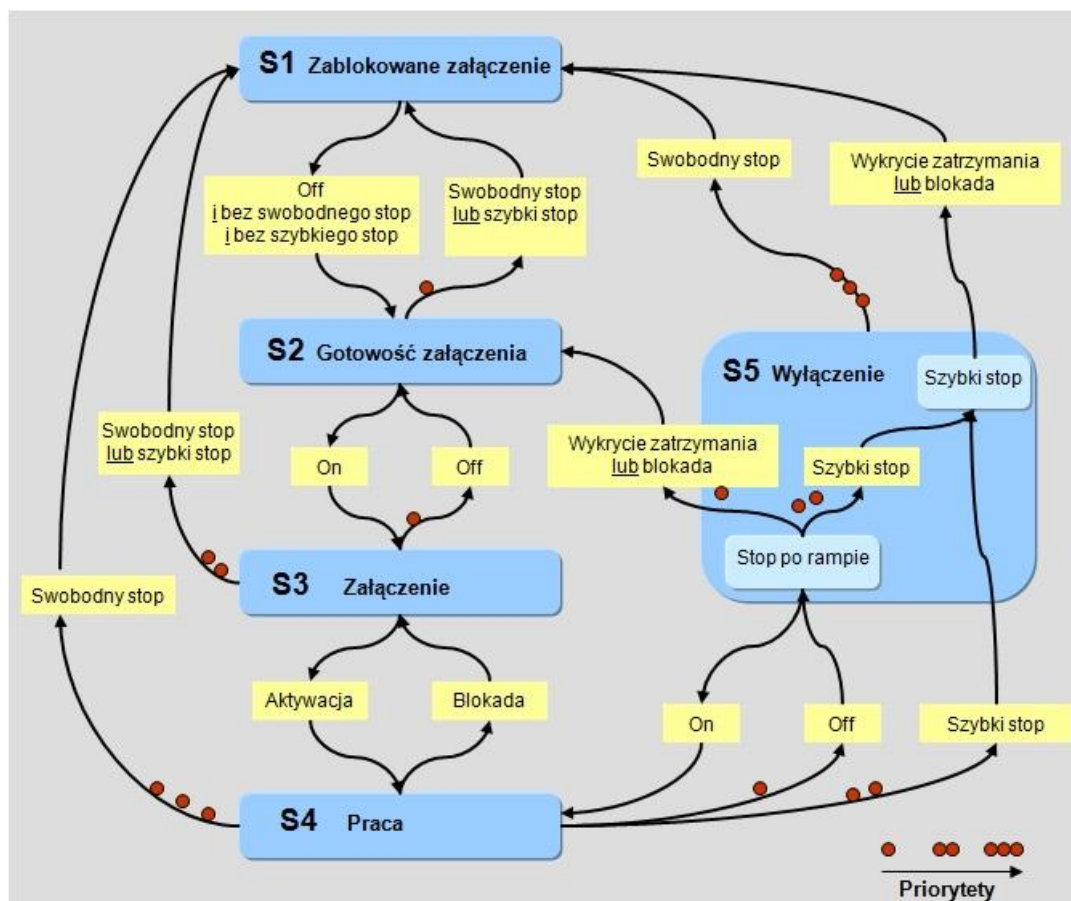 S1 Zablokowane załączenie
Swobodny stop
Wykrycie zatrzymania
lub blokada
Off
i bez swobodnego stop
i bez szybkiego stop
Swobodny stop
lub szybki stop
S2 Gotowość załączenia
S5 Wyłączenie
Szybki stop
Swobodny stop
lub szybki stop
On
Off
Wykrycie zatrzymania
lub blokada
Szybki stop
Stop po rampie
S3 Załączenie
Swobodny stop
Aktywacja
Blokada
On
Off
Szybki stop
S4 Praca
Priorytety